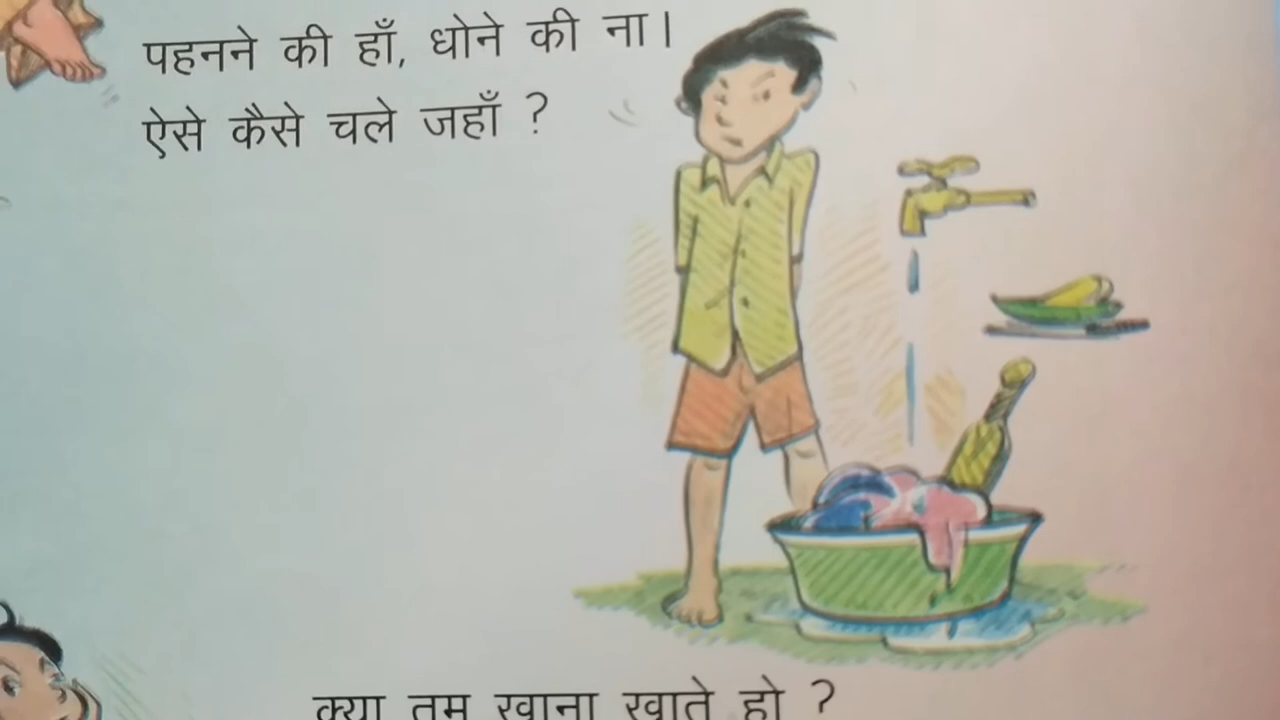 पहनने की हाँ, धोने की ना।
ऐसे कैसे चले जहाँ ?
क्या तुम खाना खाते हो ?